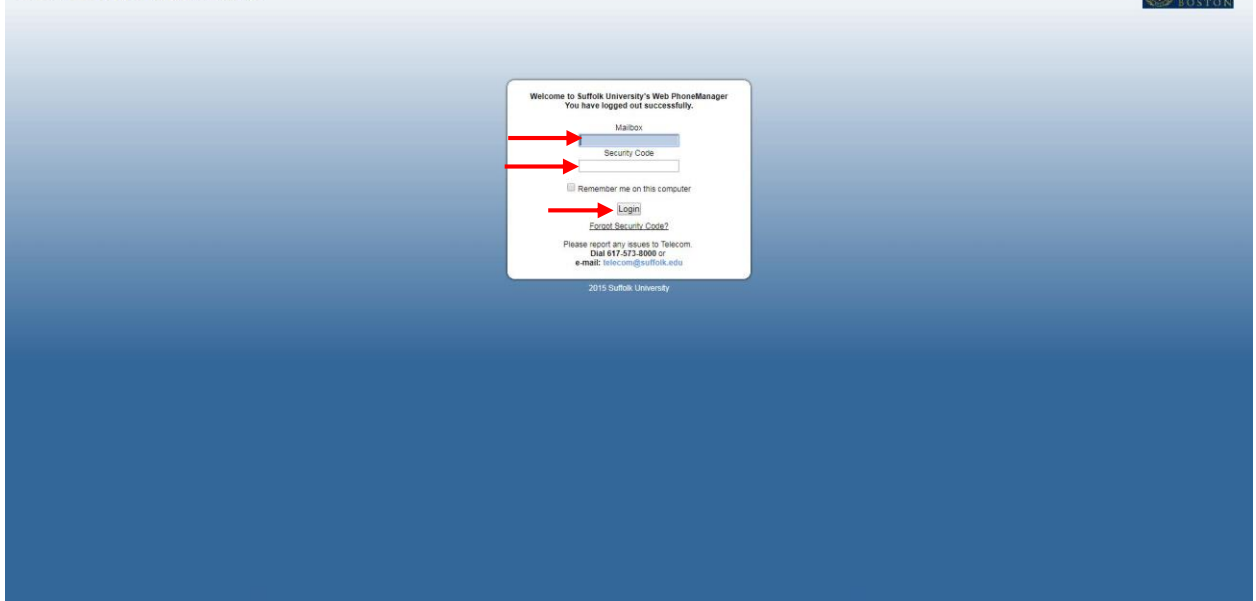 BOSTON
Welcome to Suffolk University's Web PhoneManager
You have logged out successfully.
Mailbox
Security Code
Remember me on this computer
Login
Forgot Security Code?
Please report any issues to Telecom.
Dial 617-573-8000 or
e-mail: telecom@suffolk.edu
2015 Suffolk University